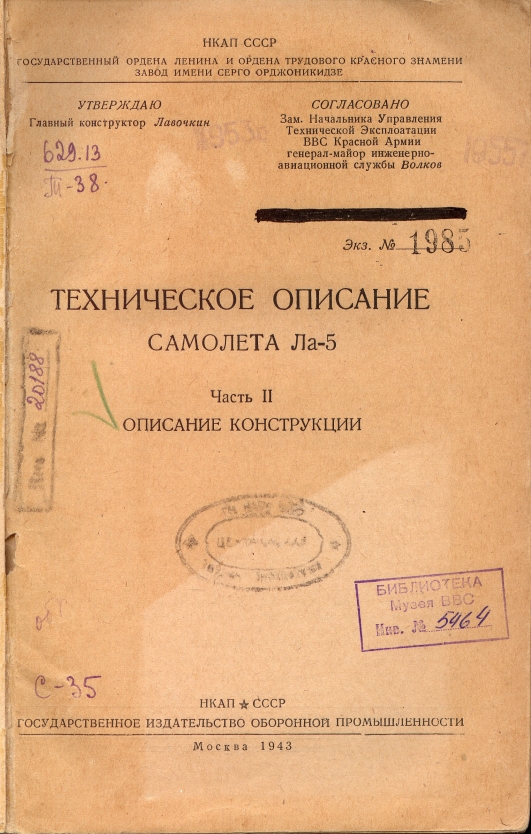 НКАП СССР
ГОСУДАРСТВЕННЫЙ ОРДЕНА ЛЕНИНА И ОРДЕНА ТРУДОВОГО КРАСНОГО ЗНАМЕНИ
ЗАВОД ИМЕНИ СЕРГО ОРДЖОНИКИДЗЕ
УТВЕРЖДАЮ
Главный конструктор Лавочкин
629.13
СОГЛАСОВАНО
Зам. Начальника Управления
Технической Эксплоатации
ВВС Красной Армии
генерал-майор инженерно-
авиационной службы Волков
Экз. № 1985
ТЕХНИЧЕСКОЕ ОПИСАНИЕ
САМОЛЕТА Ла-5
Часть II
ОПИСАНИЕ КОНСТРУКЦИИ
Инв. № 20188
БИБЛИОТЕКА
Музея ВВС
Инв. № 5464
С-35
НКАП ☆ СССР
ГОСУДАРСТВЕННОЕ ИЗДАТЕЛЬСТВО ОБОРОННОЙ ПРОМЫШЛЕННОСТИ
Москва 1943